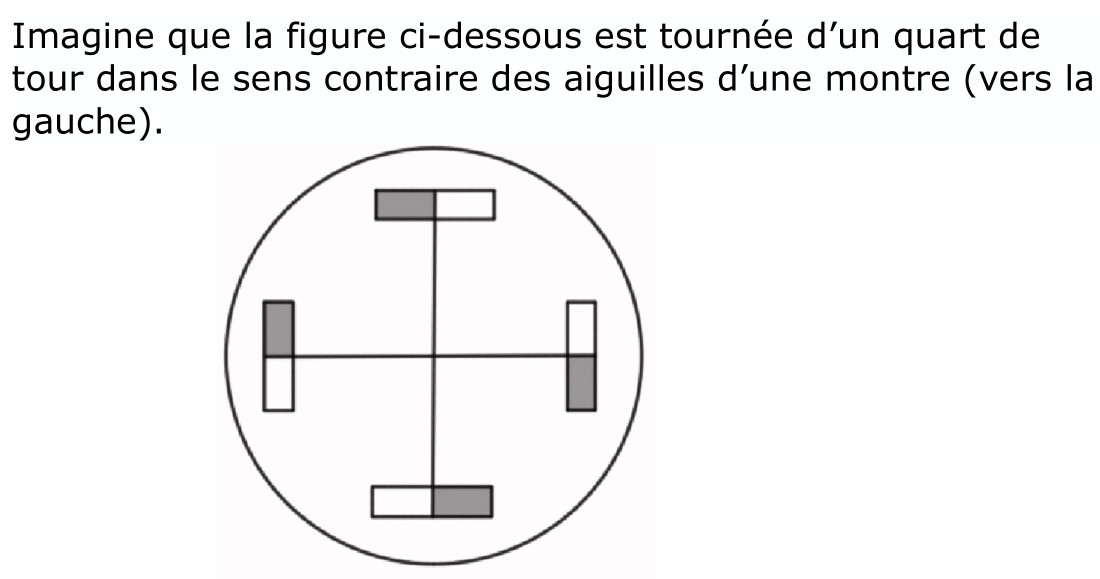 Imagine que la figure ci-dessous est tournée d’un quart de
tour dans le sens contraire des aiguilles d’une montre (vers la
gauche).